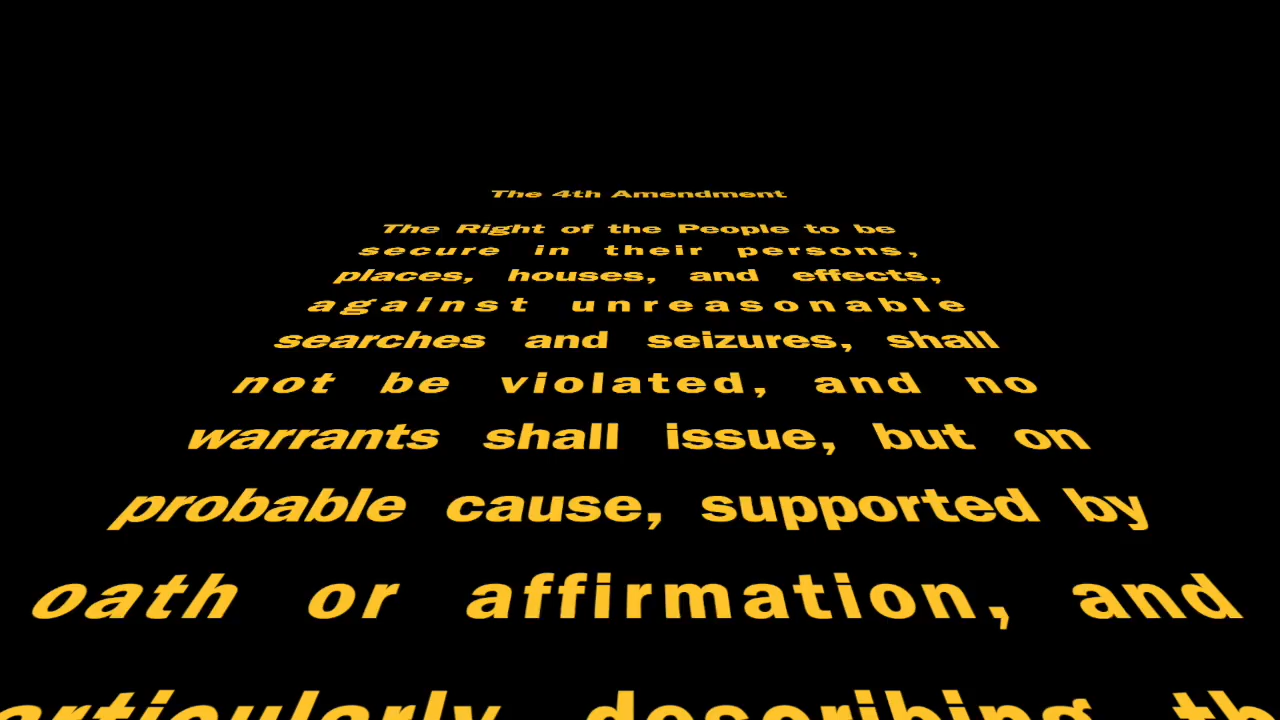 The 4th Amendment
The Right of the People to be
secure in their persons,
places, houses, and effects,
against unreasonable
searches and seizures, shall
not be violated, and no
warrants shall issue, but on
probable cause, supported by
oath or affirmation, and
describing